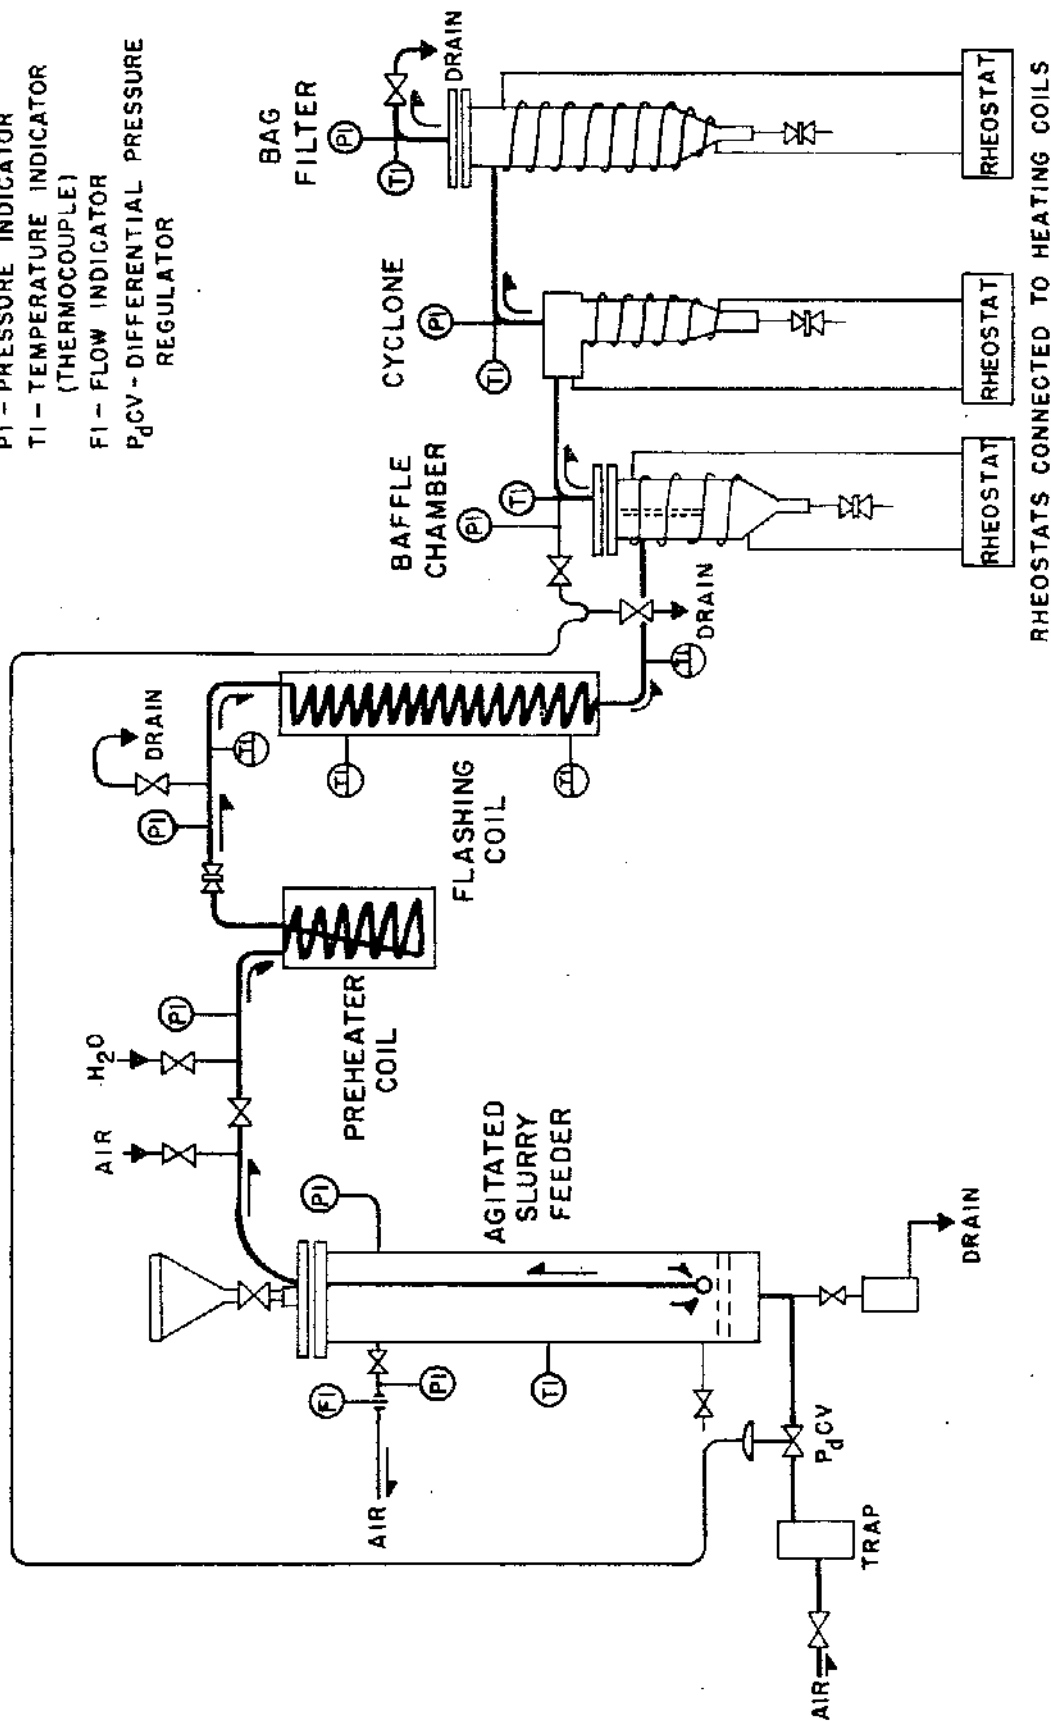 PI - PRESSURE INDICATOR
TI - TEMPERATURE INDICATOR
(THERMOCOUPLE)
FI - FLOW INDICATOR
PdCV - DIFFERENTIAL PRESSURE
REGULATOR
AIR
H2O
DRAIN
PI
PI
TI
PI
TI
TI
PREHEATER
COIL
FLASHING
COIL
BAG
FILTER
PI
TI
DRAIN
CYCLONE
PI
TI
BAFFLE
CHAMBER
PI
TI
TI
DRAIN
FI
PI
AIR
TI
AGITATED
SLURRY
FEEDER
PdCV
TRAP
AIR
DRAIN
RHEOSTAT
RHEOSTAT
RHEOSTAT
RHEOSTATS CONNECTED TO HEATING COILS